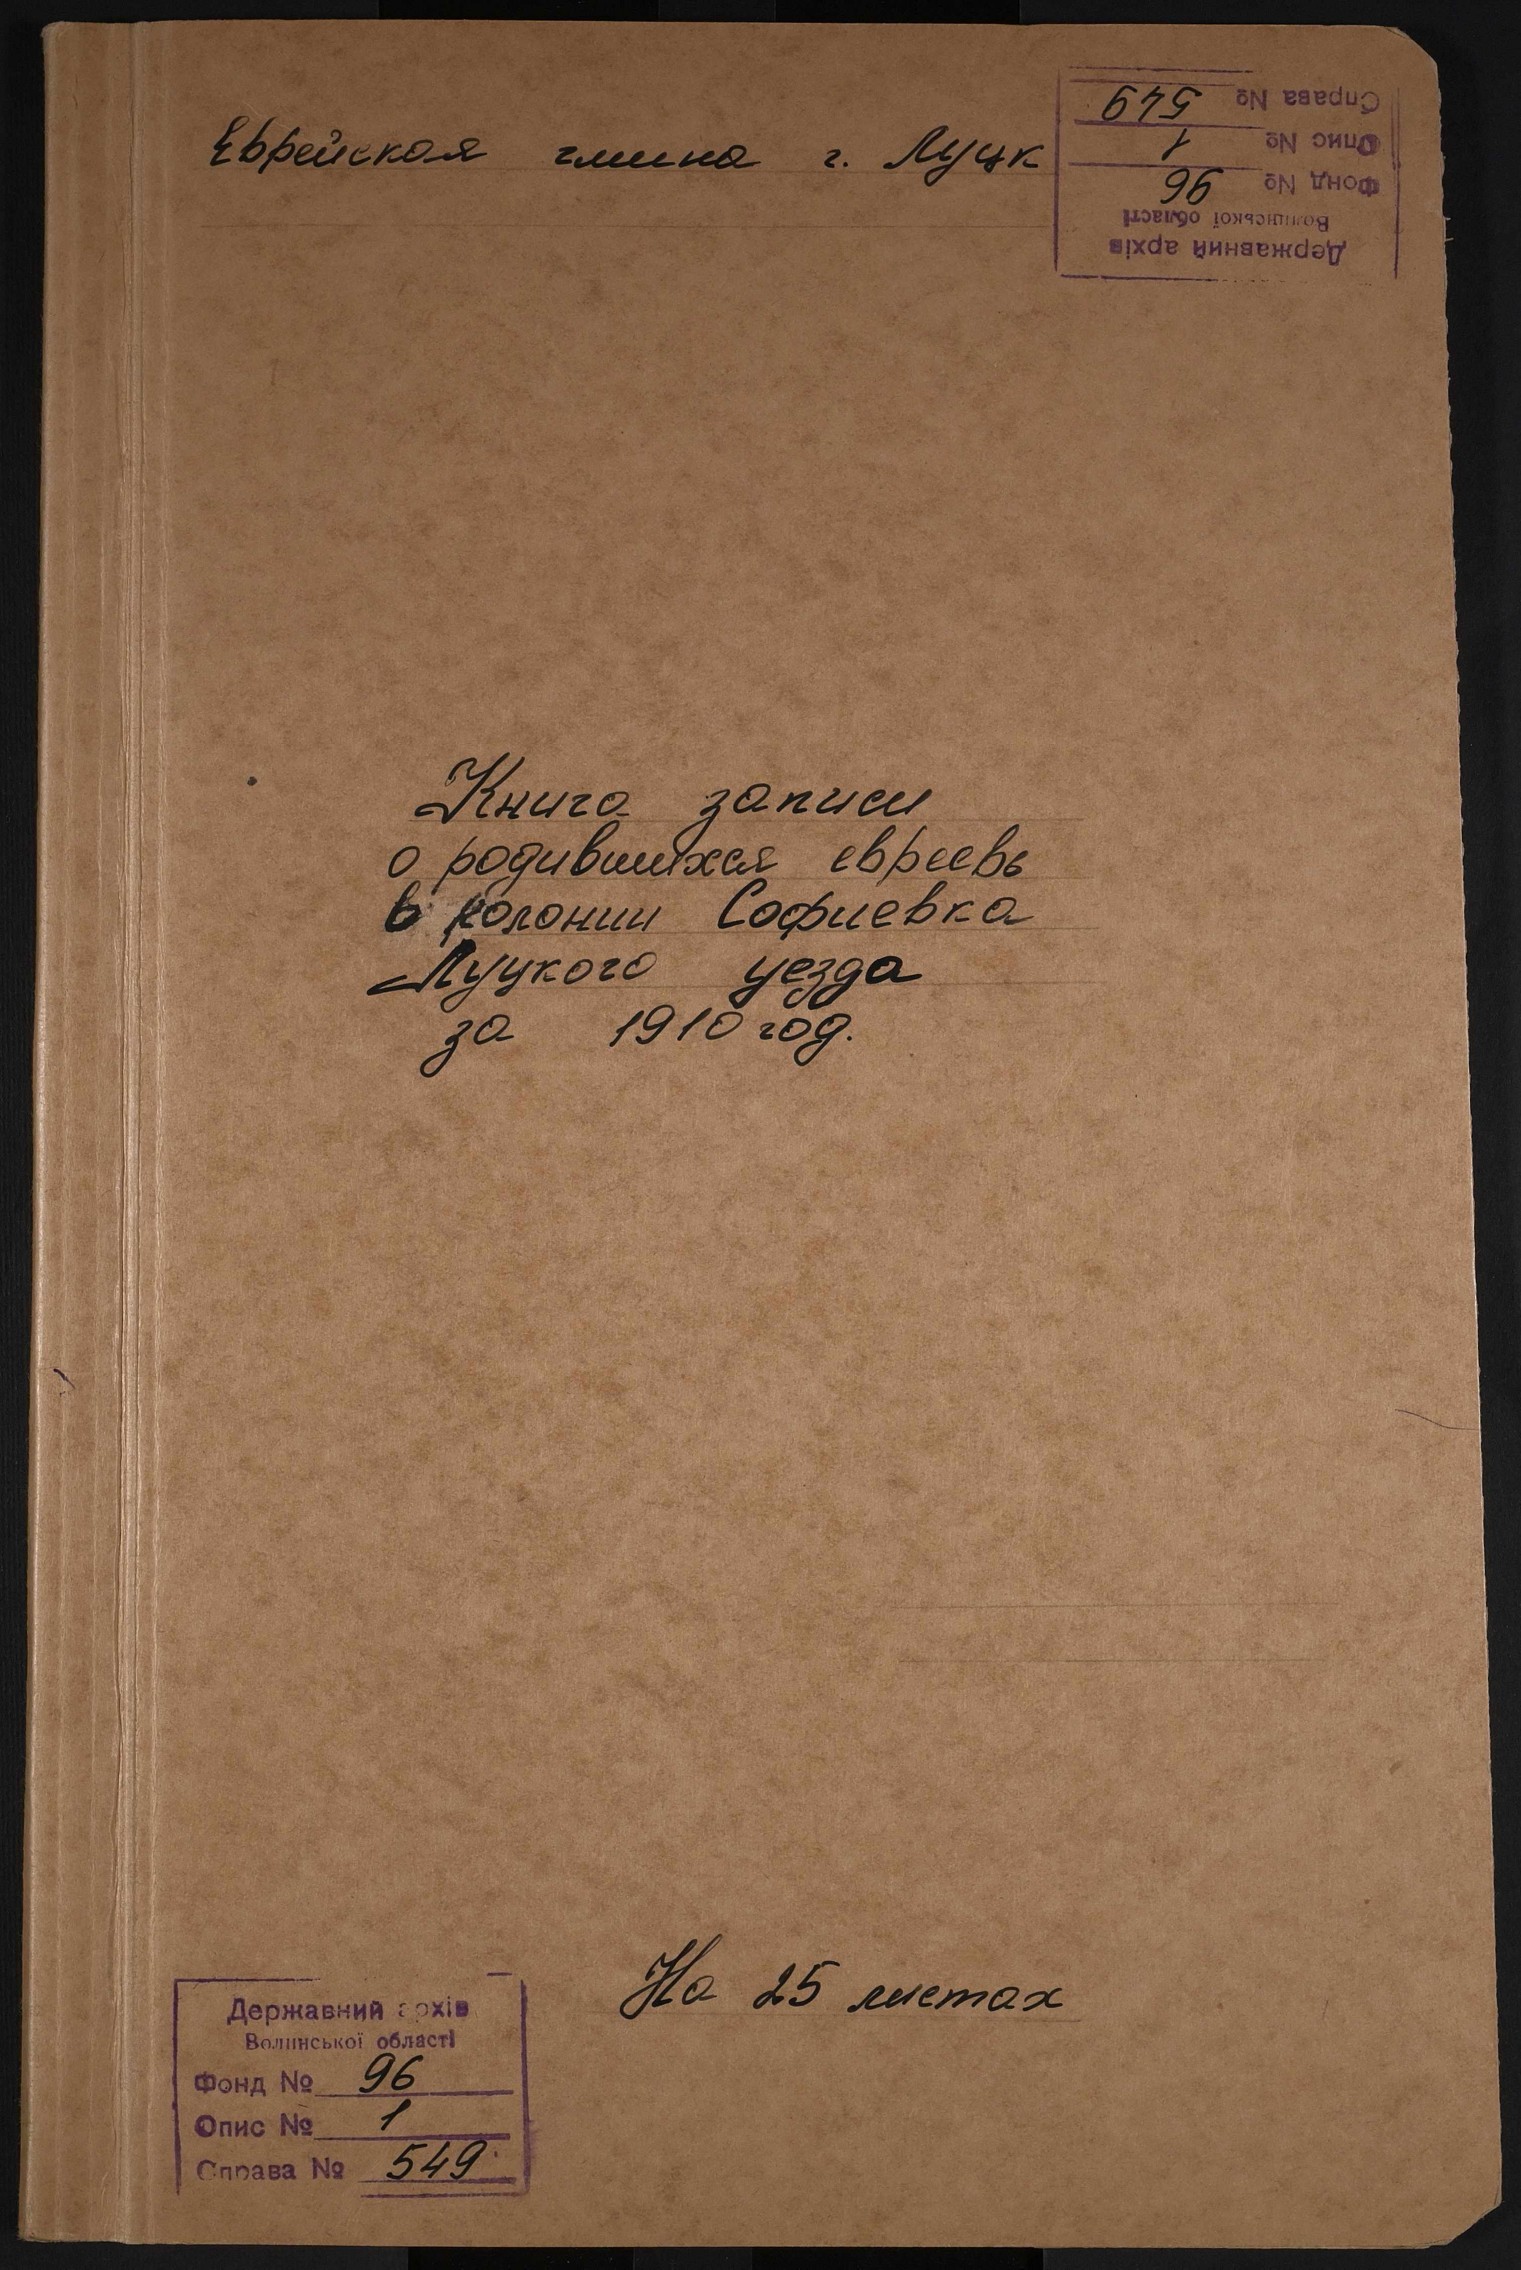 Еврейская гмина г. Луцк
Справа № 549
Опис № 1
Фонд № 96
Волинської області
Державний архів
Книга записи
о родившихся евреевъ
в колонии Софиевка
Луцкого уезда
за 1910 год.
На 25 листах
Державний архів
Волинської області
Фонд № 96
Опис № 1
Справа № 549